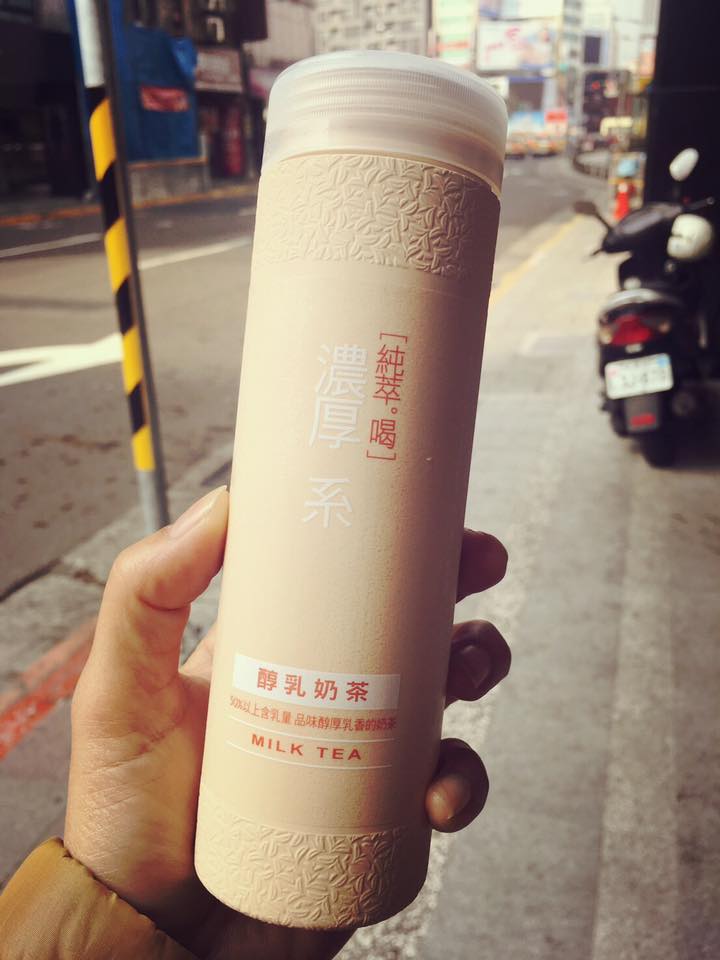 [純萃。喝]
濃厚系
醇乳奶茶
50%以上含乳量 品味醇厚乳香的奶茶
MILK TEA